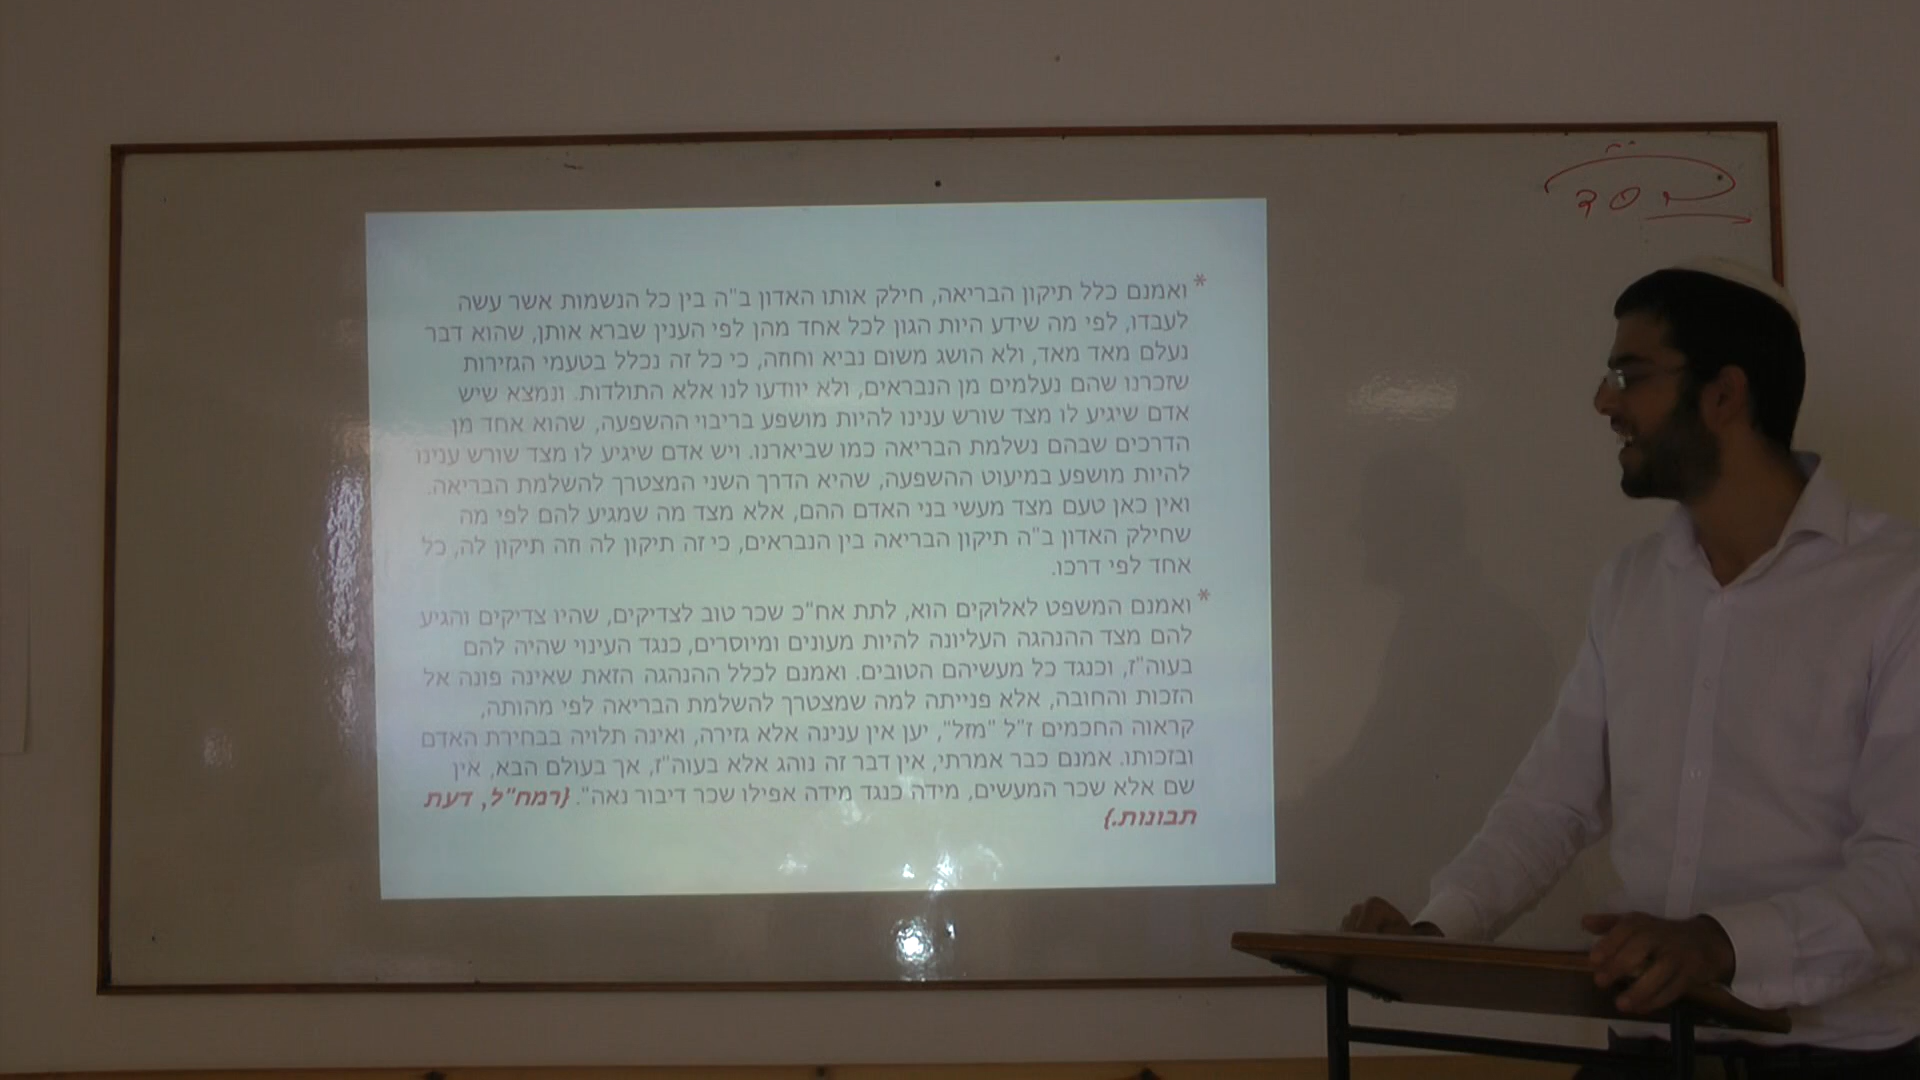 * ואמנם כלל תיקון הבריאה, חילק אותו האדון ב"ה בין כל הנשמות אשר עשה
לעבדו, לפי מה שידע היות הגון לכל אחד מהן לפי הענין שברא אותן, שהוא דבר
נעלם מאד מאד, ולא הושג משום נביא וחוזה, כי כל זה נכלל בטעמי הגזירות
שזכרנו שהם נעלמים מן הנבראים, ולא יוודעו לנו אלא התולדות. ונמצא שיש
אדם שיגיע לו מצד שורש ענינו להיות מושפע בריבוי ההשפעה, שהוא אחד מן
הדרכים שבהם נשלמת הבריאה כמו שביארנו. ויש אדם שיגיע לו מצד שורש ענינו
להיות מושפע במיעוט ההשפעה, שהיא הדרך השני המצטרך להשלמת הבריאה.
ואין כאן טעם מצד מעשי בני האדם ההם, אלא מצד מה שמגיע להם לפי מה
שחילק האדון ב"ה תיקון הבריאה בין הנבראים, כי זה תיקון לה וזה תיקון לה, כל
אחד לפי דרכו.
* ואמנם המשפט לאלוקים הוא, לתת אח"כ שכר טוב לצדיקים, שהיו צדיקים והגיע
להם מצד ההנהגה העליונה להיות מעונים ומיוסרים, כנגד העינוי שהיה להם
בעוה"ז, וכנגד כל מעשיהם הטובים. ואמנם לכלל ההנהגה הזאת שאינה פונה אל
הזכות והחובה, אלא פנייתה למה שמצטרך להשלמת הבריאה לפי מהותה,
קראוה החכמים ז"ל "מזל", יען אין ענינה אלא גזירה, ואינה תלויה בבחירת האדם
ובזכותו. אמנם כבר אמרתי, אין דבר זה נוהג אלא בעוה"ז, אך בעולם הבא, אין
שם אלא שכר המעשים, מידה כנגד מידה אפילו שכר דיבור נאה". {רמח"ל, דעת
תבונות.}